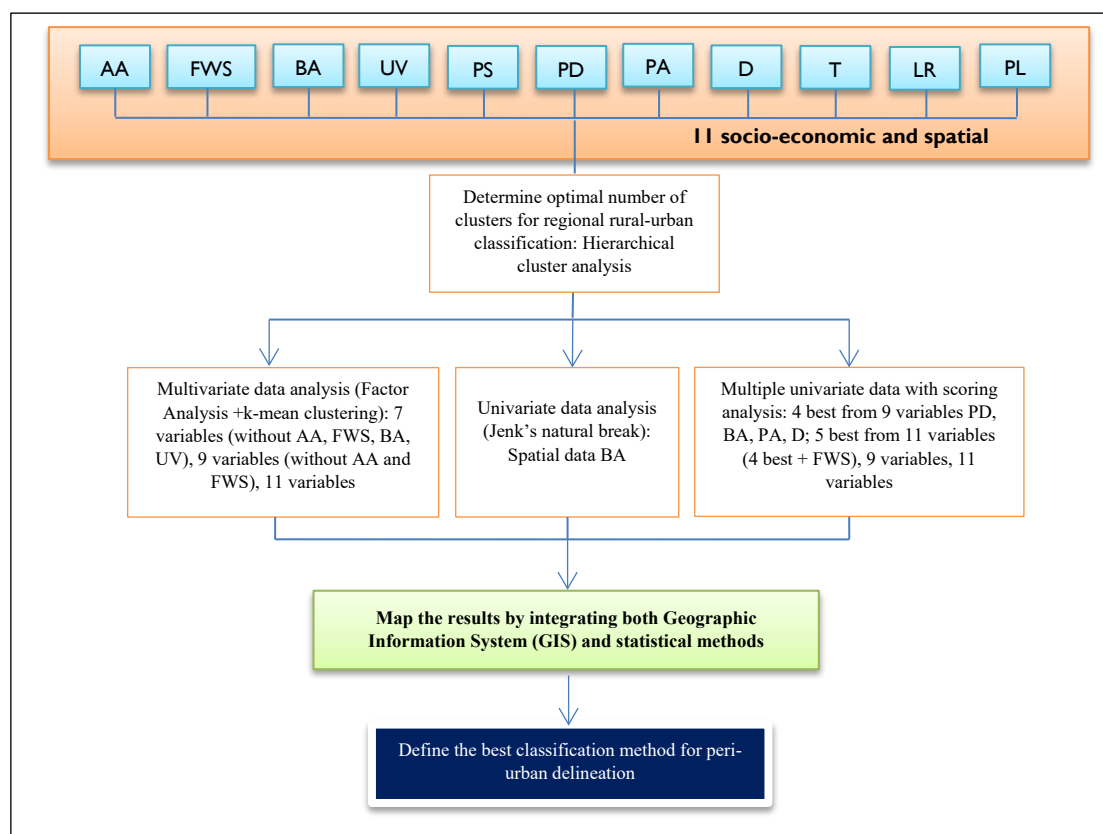 AA FWS BA UV PS PD PA D T LR PL
11 socio-economic and spatial
Determine optimal number of
clusters for regional rural-urban
classification: Hierarchical
cluster analysis
Multivariate data analysis (Factor
Analysis +k-mean clustering): 7
variables (without AA, FWS, BA,
UV), 9 variables (without AA and
FWS), 11 variables
Univariate data analysis
(Jenk’s natural break):
Spatial data BA
Multiple univariate data with scoring
analysis: 4 best from 9 variables PD,
BA, PA, D; 5 best from 11 variables
(4 best + FWS), 9 variables, 11
variables
Map the results by integrating both Geographic
Information System (GIS) and statistical methods
Define the best classification method for peri-
urban delineation